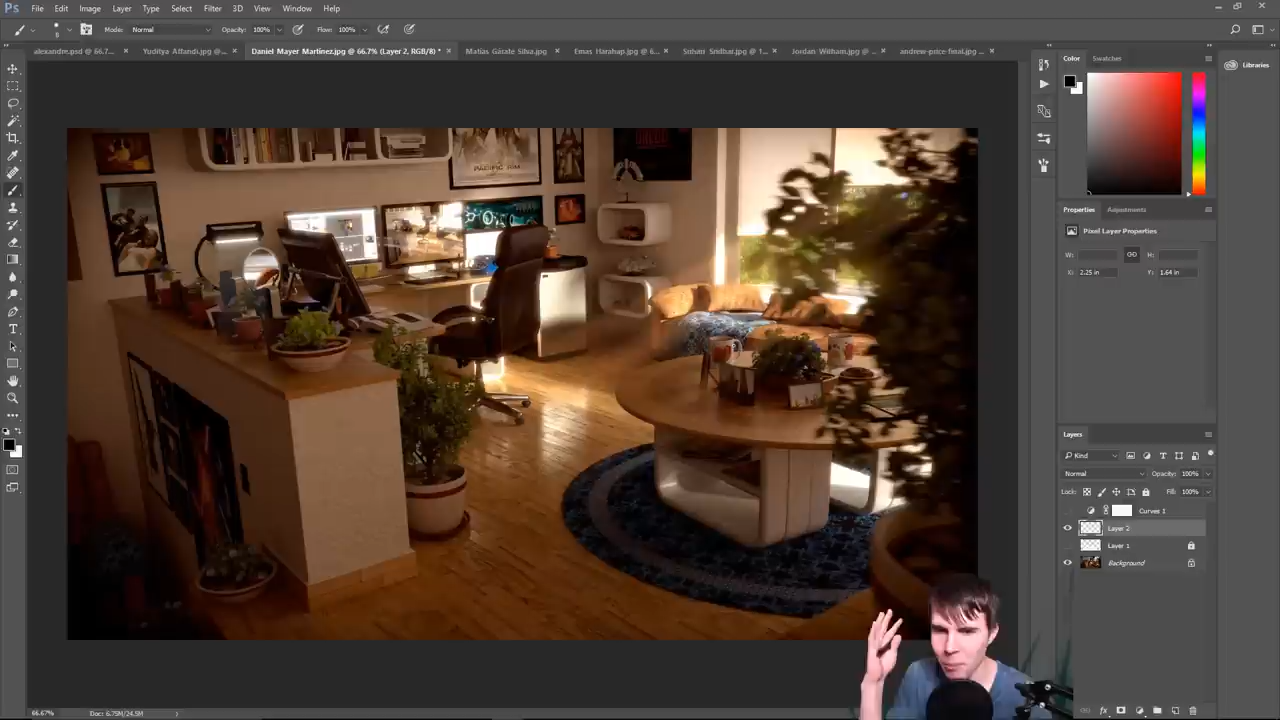 Ps File Edit Image Layer Type Select Filter 3D View Window Help
Mode: Normal Opacity: 100% Flow: 100%
alexandre.psd @ 66.7... × Yuditya Affandi.jpg @... × Daniel Mayer Martinez.jpg @ 66.7% (Layer 2, RGB/8) * × Matías Gárate Silva.jpg × Emas Harahap.jpg @ 6... × Srihari Sridhar.jpg @ 1... × Jordan Witham.jpg @... × andrew-price-final.jpg ... ×
Color Swatches
Libraries
PACIFIC RIM
Properties Adjustments
Pixel Layer Properties
W: H:
X: 2.25 in Y: 1.64 in
Layers
Kind
Normal Opacity: 100%
Lock: Fill: 100%
Curves 1
Layer 2
Layer 1
Background
fx
66.67% Doc: 6.75M/24.5M